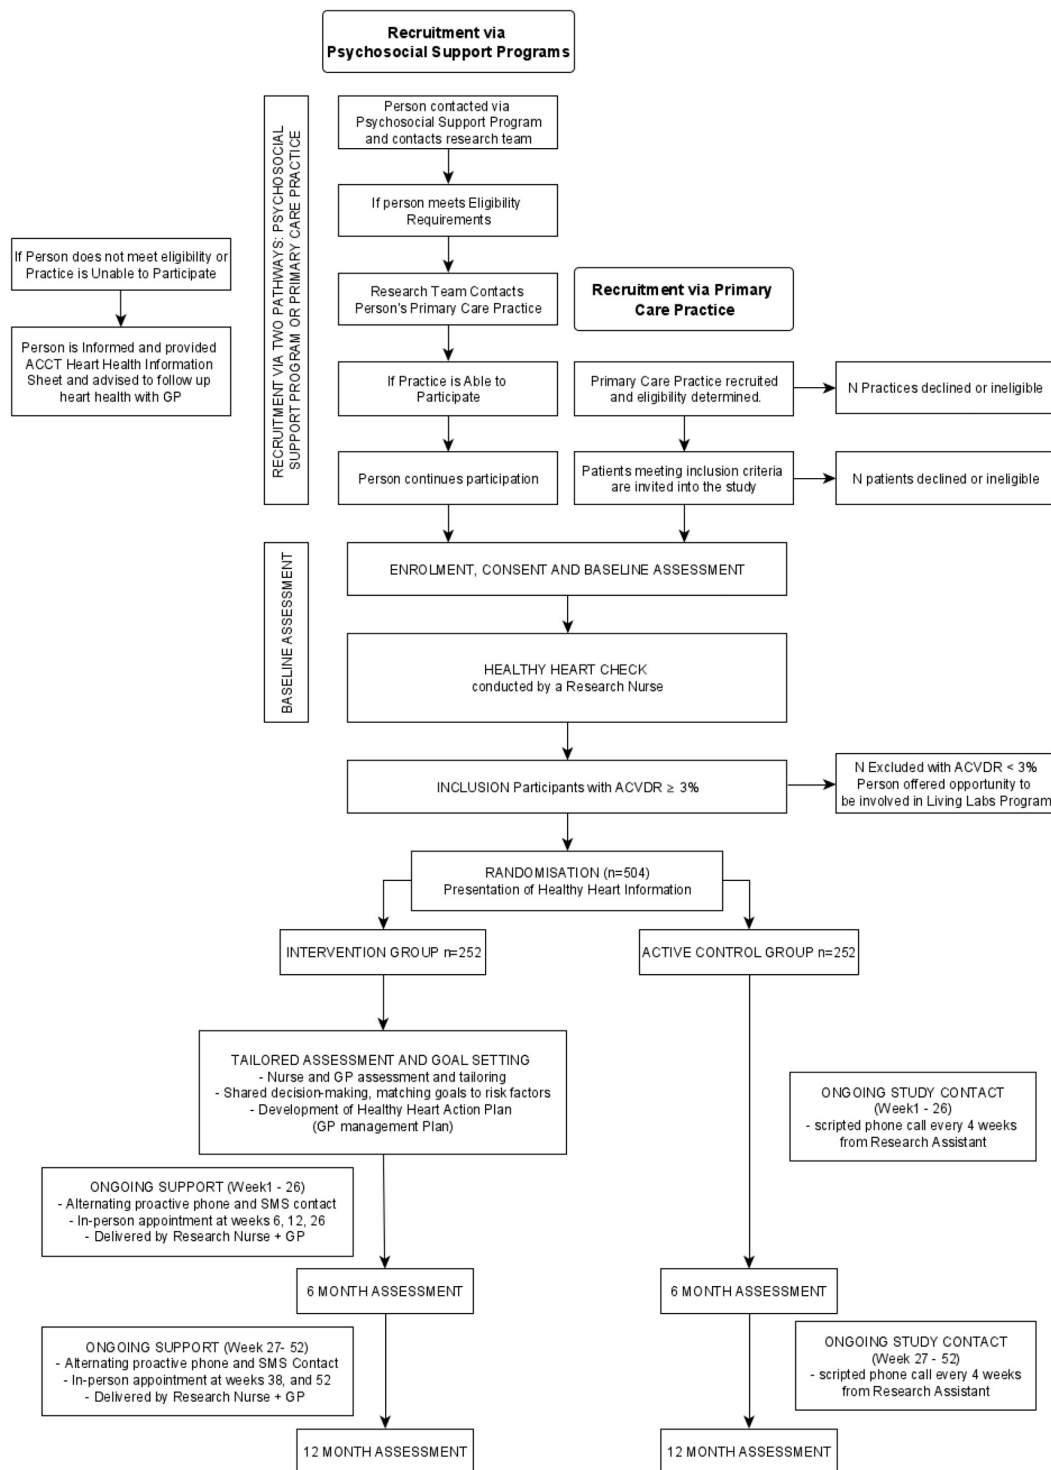 Recruitment via
Psychosocial Support Programs
RECRUITMENT VIA TWO PATHWAYS: PSYCHOSOCIAL
SUPPORT PROGRAM OR PRIMARY CARE PRACTICE
Person contacted via
Psychosocial Support Program
and contacts research team
If person meets Eligibility
Requirements
If Person does not meet eligibility or
Practice is Unable to Participate
Research Team Contacts
Person's Primary Care Practice
Recruitment via Primary
Care Practice
Person is Informed and provided
ACCT Heart Health Information
Sheet and advised to follow up
heart health with GP
If Practice is Able to
Participate
Primary Care Practice recruited
and eligibility determined.
N Practices declined or ineligible
Person continues participation
Patients meeting inclusion criteria
are invited into the study
N patients declined or ineligible
BASELINE ASSESSMENT
ENROLMENT, CONSENT AND BASELINE ASSESSMENT
HEALTHY HEART CHECK
conducted by a Research Nurse
INCLUSION Participants with ACVDR ≥ 3%
N Excluded with ACVDR < 3%
Person offered opportunity to
be involved in Living Labs Program
RANDOMISATION (n=504)
Presentation of Healthy Heart Information
INTERVENTION GROUP n=252
ACTIVE CONTROL GROUP n=252
TAILORED ASSESSMENT AND GOAL SETTING
- Nurse and GP assessment and tailoring
- Shared decision-making, matching goals to risk factors
- Development of Healthy Heart Action Plan
(GP management Plan)
ONGOING STUDY CONTACT
(Week1 - 26)
- scripted phone call every 4 weeks
from Research Assistant
ONGOING SUPPORT (Week1 - 26)
- Alternating proactive phone and SMS contact
- In-person appointment at weeks 6, 12, 26
- Delivered by Research Nurse + GP
6 MONTH ASSESSMENT
6 MONTH ASSESSMENT
ONGOING SUPPORT (Week 27- 52)
- Alternating proactive phone and SMS Contact
- In-person appointment at weeks 38, and 52
- Delivered by Research Nurse + GP
ONGOING STUDY CONTACT
(Week 27 - 52)
- scripted phone call every 4 weeks
from Research Assistant
12 MONTH ASSESSMENT
12 MONTH ASSESSMENT